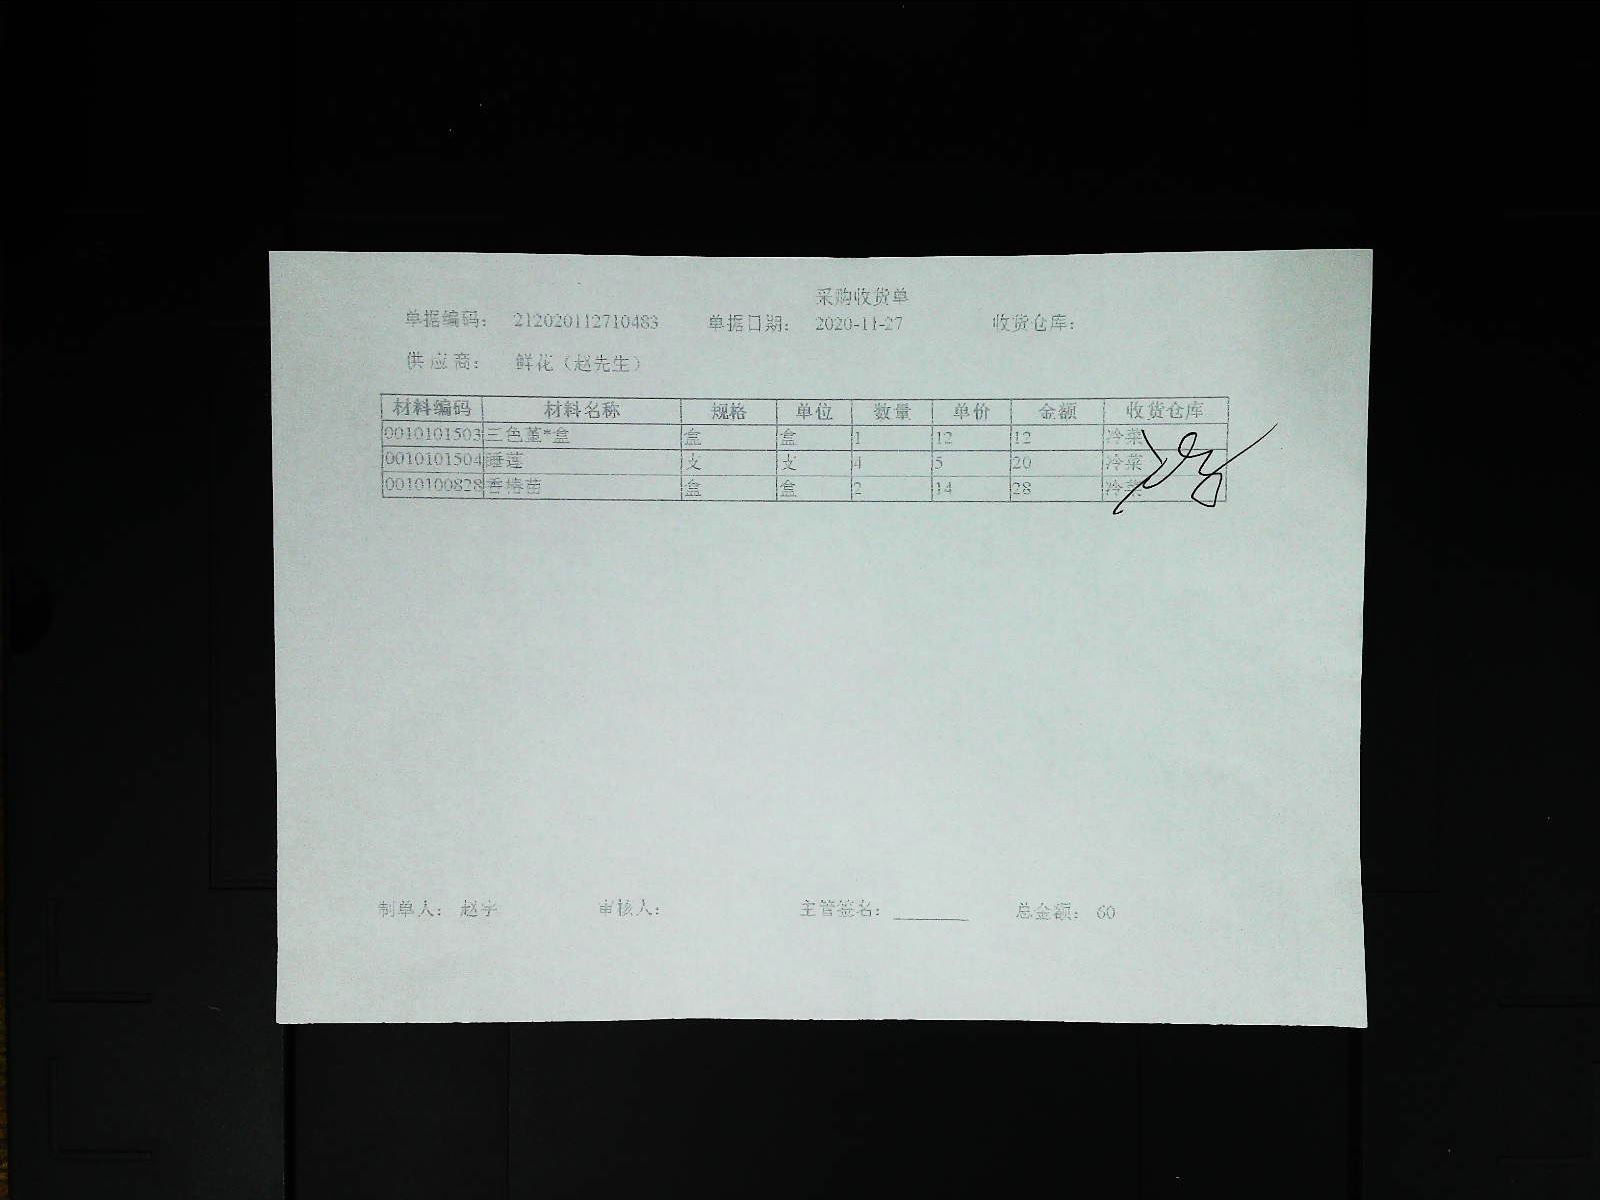 采购收货单
单据编码： 212020112710483 单据日期： 2020-11-27 收货仓库：
供 应 商： 鲜花（赵先生）
材料编码 材料名称 规格 单位 数量 单价 金额 收货仓库
0010101503 三色堇*盒 盒 盒 1 12 12 冷菜
0010101504 睡莲 支 支 4 5 20 冷菜
0010100828 香椿苗 盒 盒 2 14 28 冷菜
制单人： 赵宇 审核人： 主管签名： ________ 总金额： 60